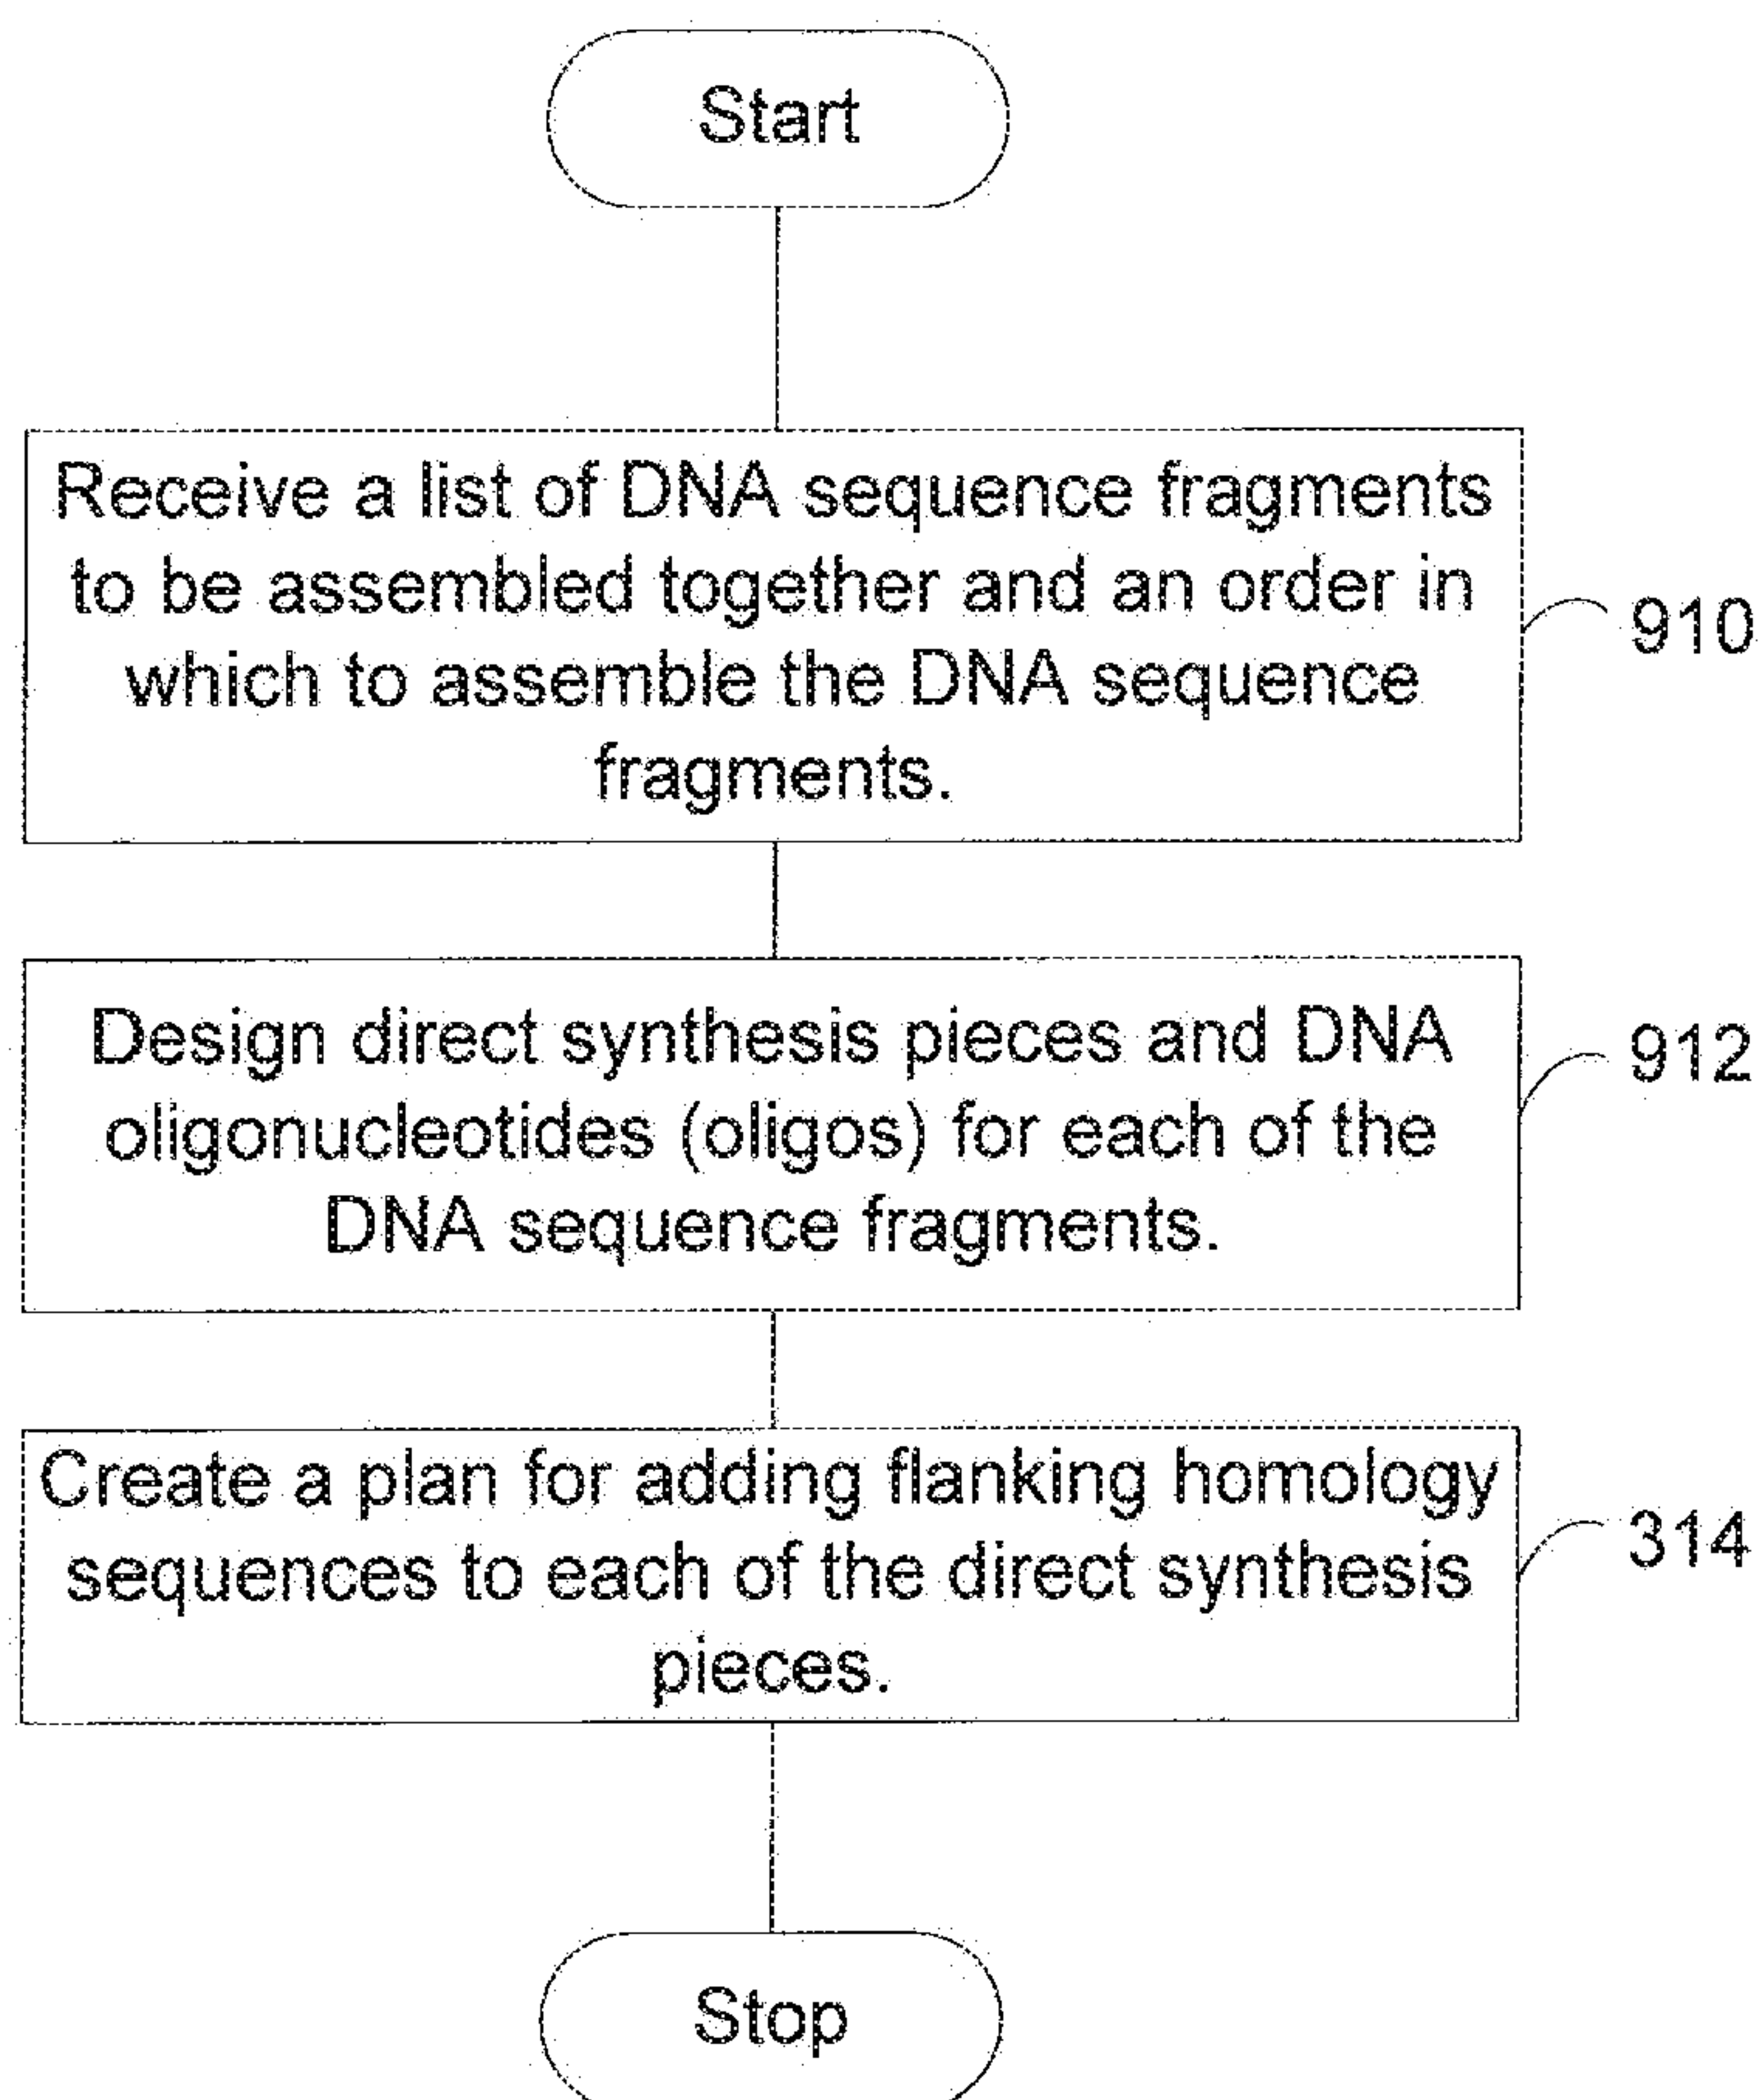 Start
Receive a list of DNA sequence fragments
to be assembled together and an order in
which to assemble the DNA sequence
fragments.
910
Design direct synthesis pieces and DNA
oligonucleotides (oligos) for each of the
DNA sequence fragments.
912
Create a plan for adding flanking homology
sequences to each of the direct synthesis
pieces.
314
Stop